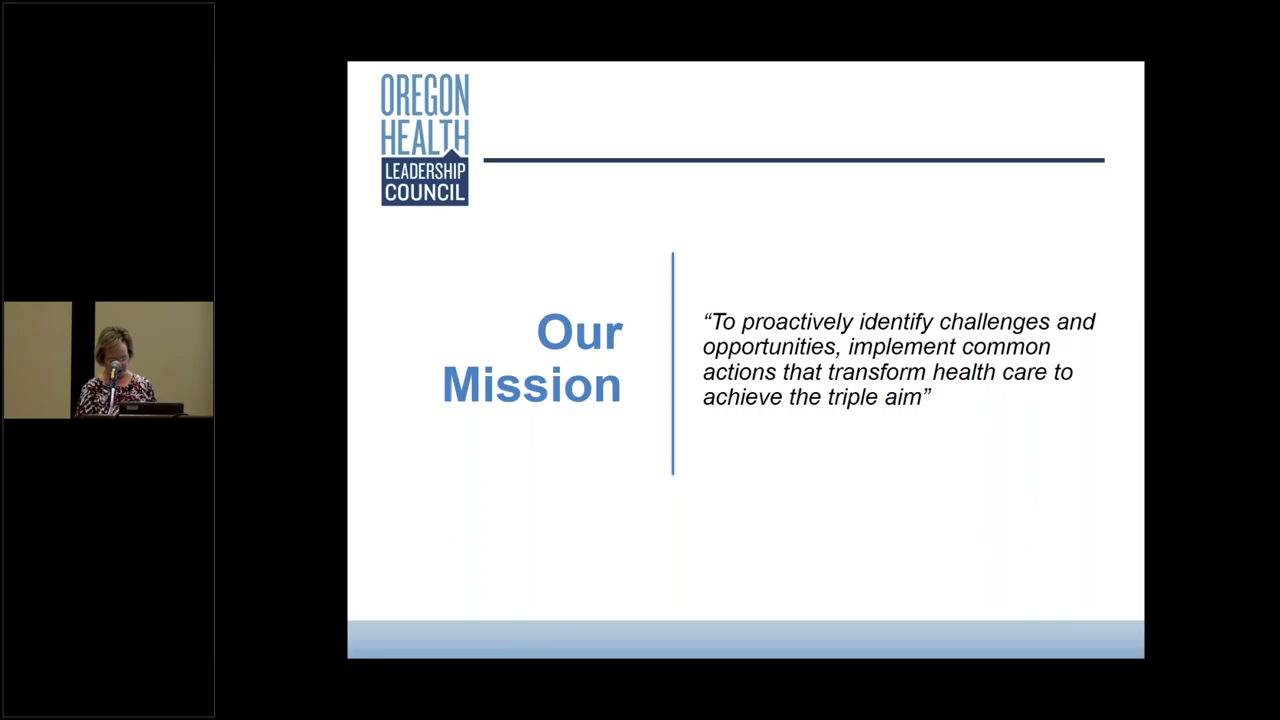 OREGON
HEALTH
LEADERSHIP
COUNCIL
Our
Mission
“To proactively identify challenges and
opportunities, implement common
actions that transform health care to
achieve the triple aim”